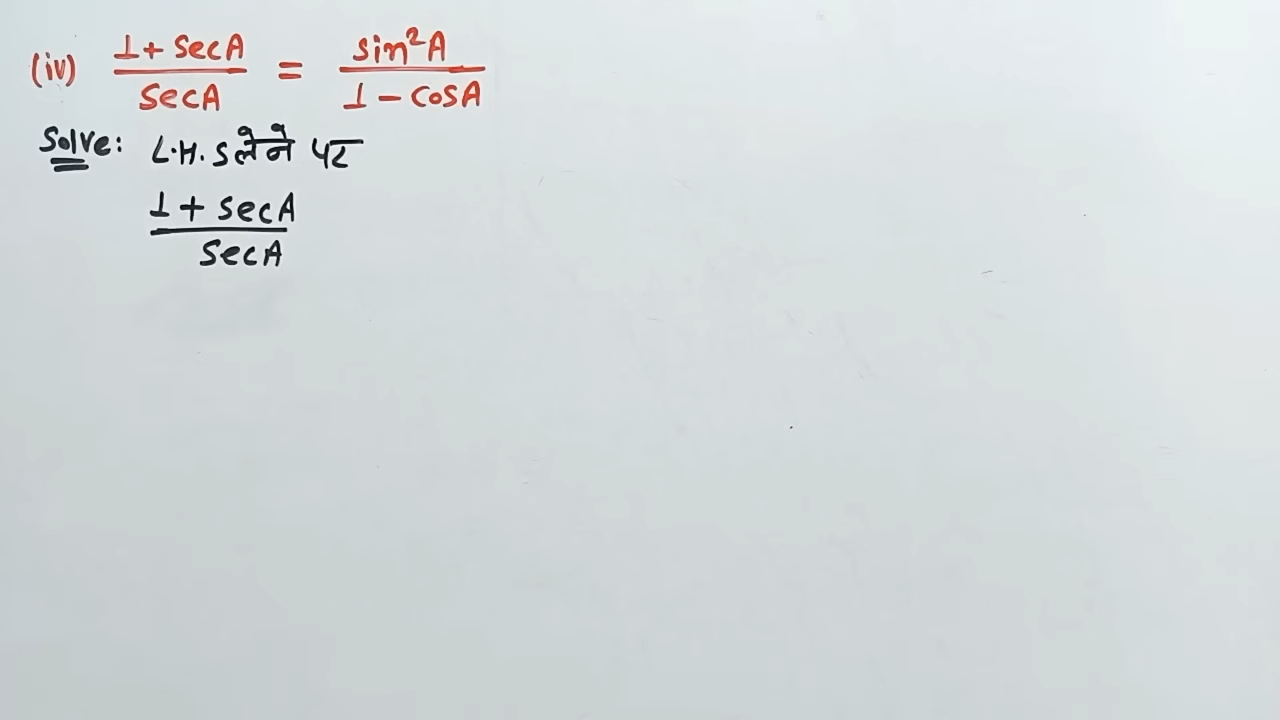 (iv) (1 + secA)/(secA) = (sin²A)/(1 - cosA)
Solve: L.H.S लेने पर
(1 + secA)/(secA)